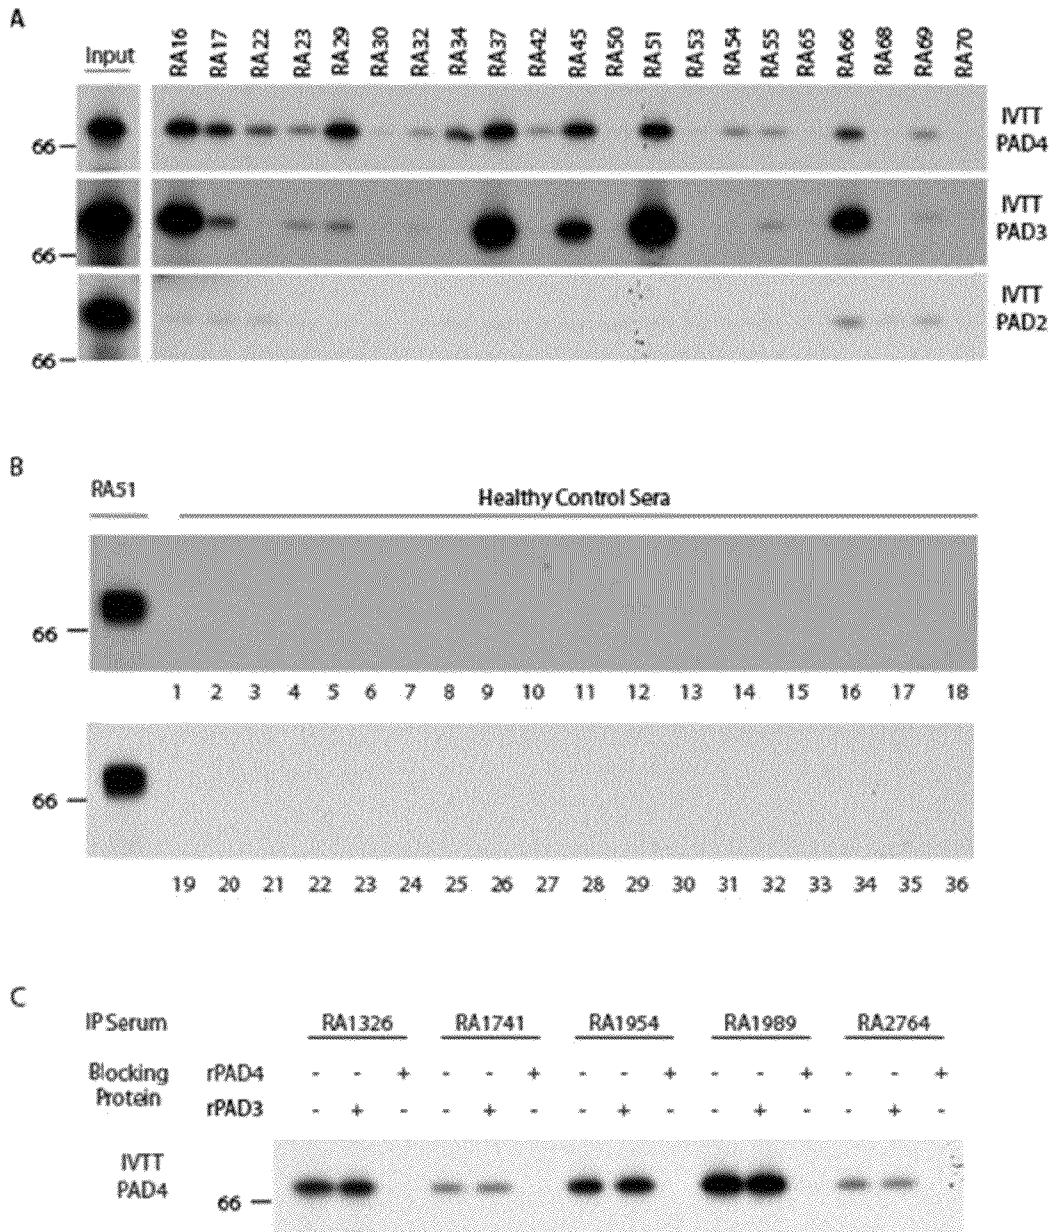 A
Input RA16 RA17 RA22 RA23 RA29 RA30 RA32 RA34 RA37 RA42 RA45 RA50 RA51 RA53 RA54 RA55 RA65 RA66 RA68 RA69 RA70
66
IVTT
PAD4
66
IVTT
PAD3
66
IVTT
PAD2
B
RA51 Healthy Control Sera
66
1 2 3 4 5 6 7 8 9 10 11 12 13 14 15 16 17 18
66
19 20 21 22 23 24 25 26 27 28 29 30 31 32 33 34 35 36
C
IP Serum RA1326 RA1741 RA1954 RA1989 RA2764
Blocking
Protein
rPAD4 - - + - - + - - + - - + - - +
rPAD3 - + - - + - - + - - + - - + -
IVTT
PAD4
66